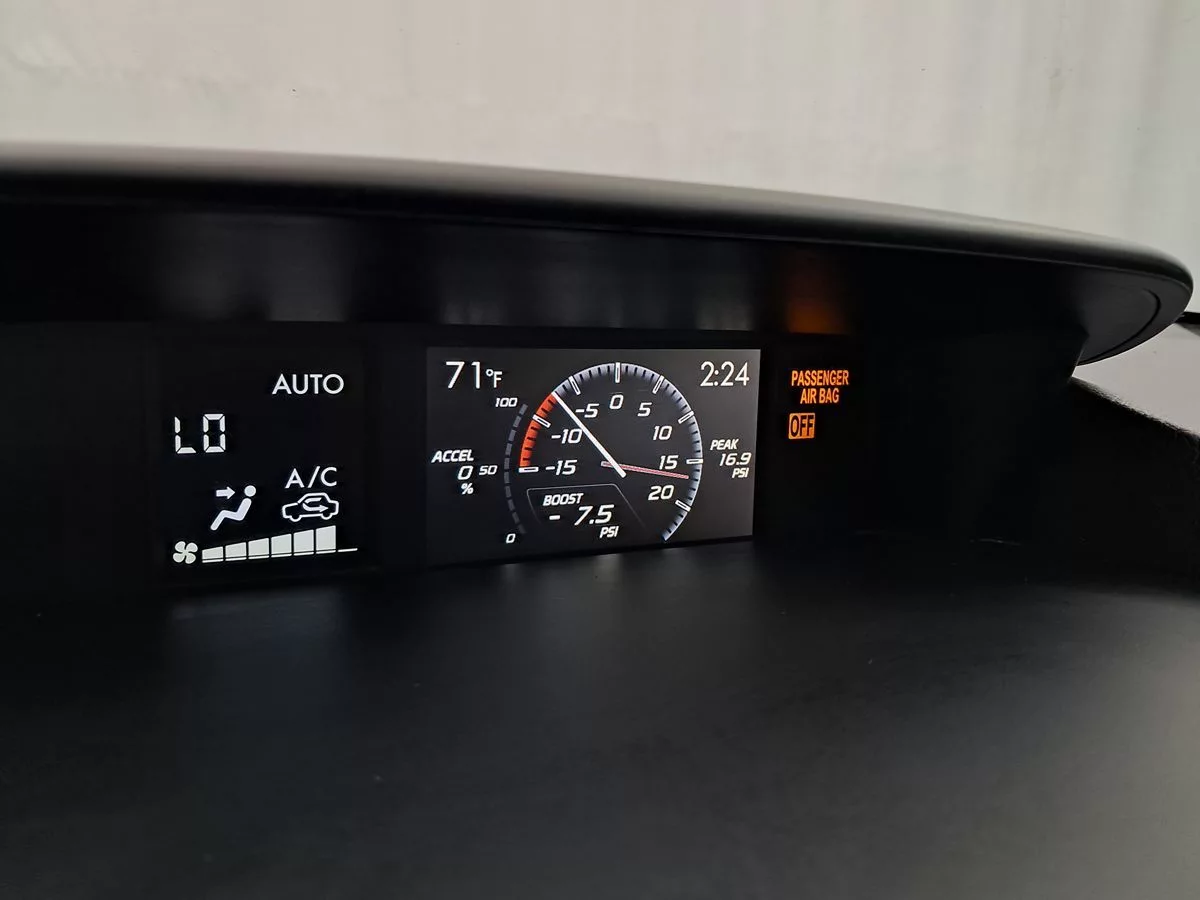 AUTO
LO
A/C
71°F
2:24
100
50
0
ACCEL
0
%
-15
-10
-5
0
5
10
15
20
BOOST
- 7.5
PSI
PEAK
16.9
PSI
PASSENGER
AIR BAG
OFF